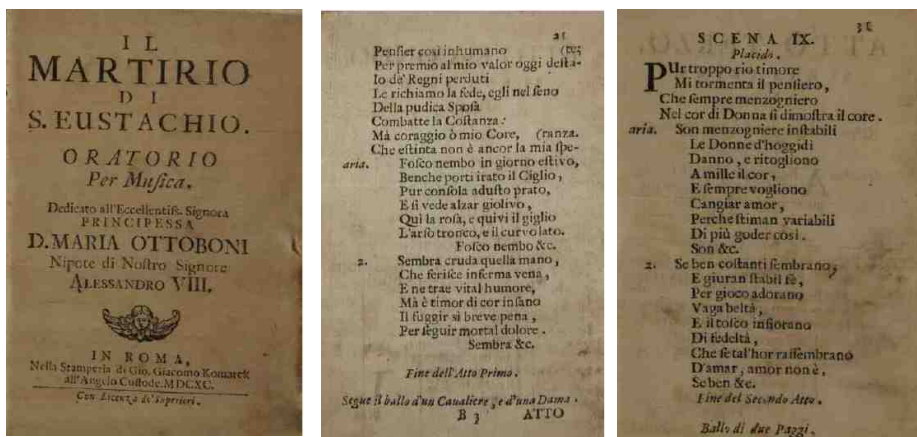 IL
MARTIRIO
DI
S. EUSTACHIO.
ORATORIO
Per Musica.
Dedicato all'Eccellentiss. Signora
PRINCIPESSA
D. MARIA OTTOBONI
Nipote di Nostro Signore
ALESSANDRO VIII.
IN ROMA,
Nella Stamperia di Gio. Giacomo Komarek
all'Angelo Custode. MDCXC.
Con Licenza de' Superiori.
21
Pensier così inhumano (te;
Per premio al mio valor oggi desta-
Io de' Regni perduti
Le richiamo la fede, egli nel seno
Della pudica Sposa
Combatte la Costanza:
Mà coraggio ò mio Core, (ranza.
Che estinta non è ancor la mia spe-
aria. Fosco nembo in giorno estivo,
Benche porti irato il Ciglio,
Pur consola adusto prato,
E si vede alzar giolivo,
Qui la rosa, e quivi il giglio
L'arso tronco, e il curvo lato.
Fosco nembo &c.
2. Sembra cruda quella mano,
Che ferisce inferma vena,
E ne trae vital humore,
Mà è timor di cor insano
Il fuggir si breve pena,
Per seguir mortal dolore.
Sembra &c.
Fine dell'Atto Primo.
Segue il ballo d'un Cavaliere, e d'una Dama.
B 3 ATTO
31
SCENA IX.
Placido.
PUr troppo rio timore
Mi tormenta il pensiero,
Che sempre menzogniero
Nel cor di Donna si dimostra il core.
aria. Son menzogniere instabili
Le Donne d'hoggidi
Danno, e ritogliono
A mille il cor,
E sempre vogliono
Cangiar amor,
Perche stiman variabili
Di più goder così.
Son &c.
2. Se ben costanti sembrano,
E giuran stabil fè,
Per gioco adorano
Vaga beltà,
E il tosco infiorano
Di fedeltà,
Che se tal'hor rassembrano
D'amar, amor non è,
Se ben &c.
Fine del Secondo Atto.
Ballo di due Paggi.